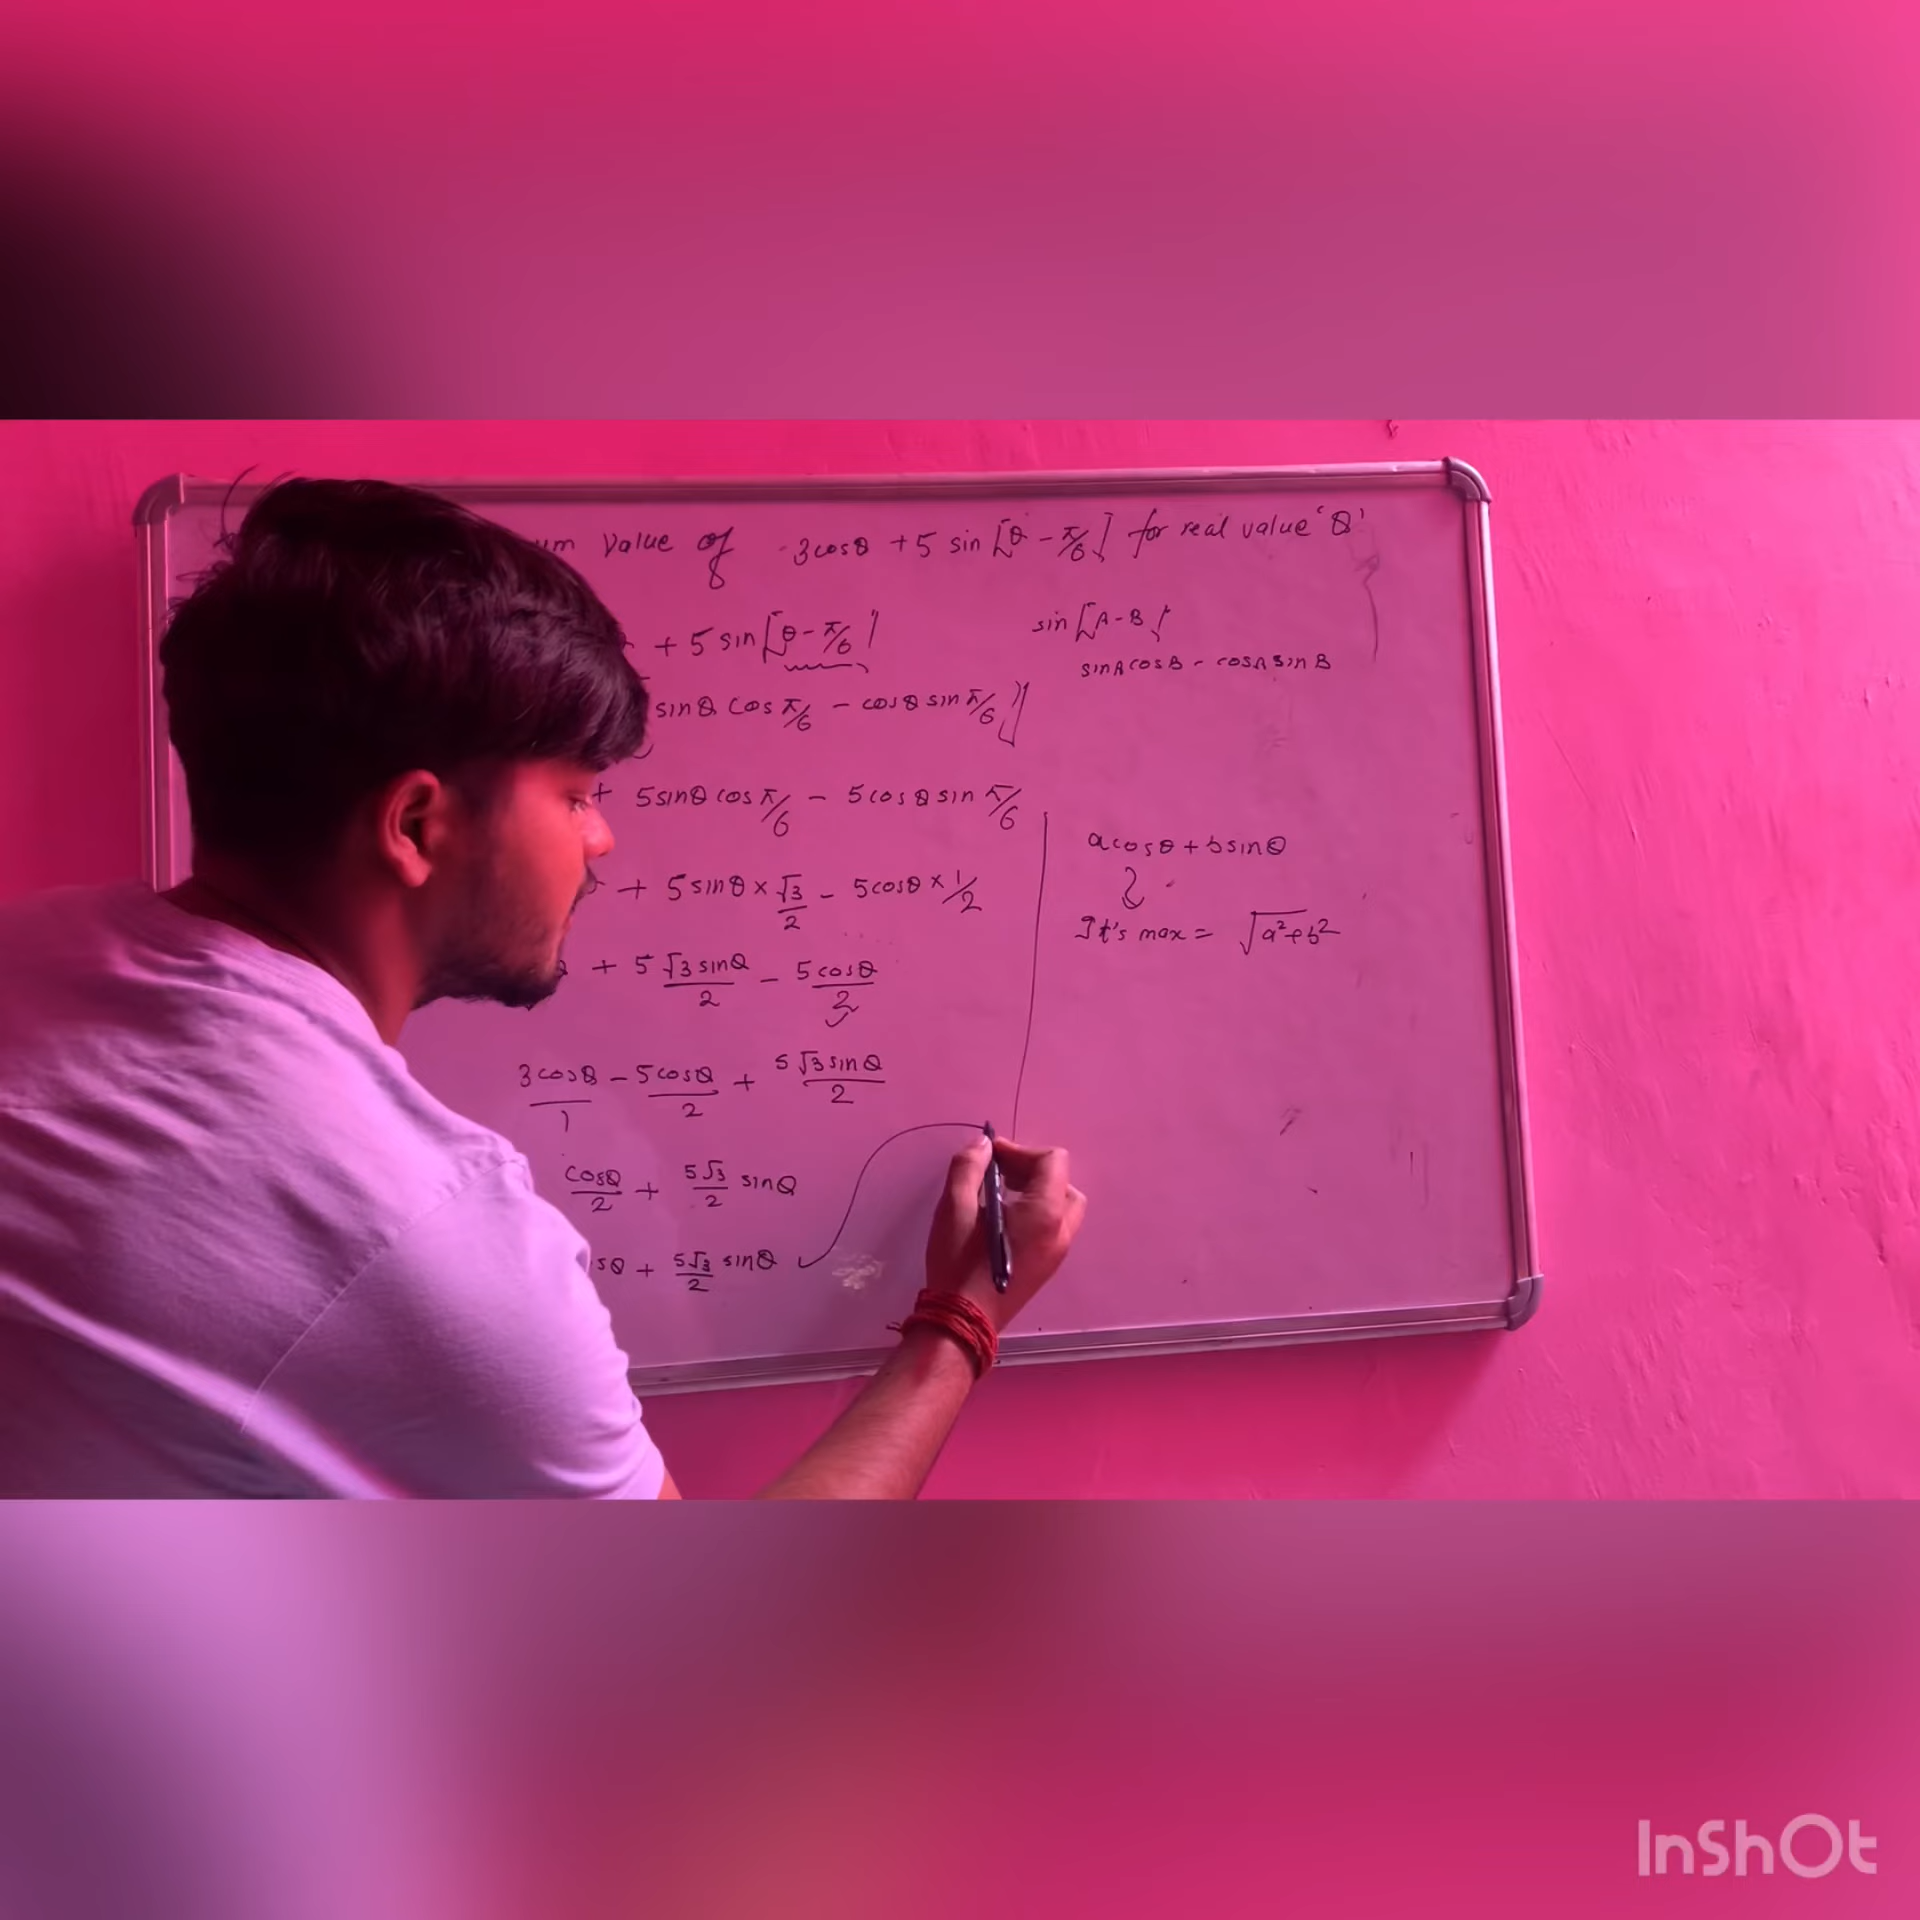 um value of 3cosθ + 5 sin [θ - π/6] for real value 'θ'
+ 5 sin [θ - π/6]
sin [A - B]
sinA cosB - cosA sinB
sinθ cos π/6 - cosθ sin π/6]
+ 5sinθ cos π/6 - 5cosθ sin π/6
+ 5sinθ × √3/2 - 5cosθ × 1/2
+ 5√3 sinθ/2 - 5cosθ/2
3cosθ/1 - 5cosθ/2 + 5√3 sinθ/2
cosθ/2 + 5√3/2 sinθ
sθ + 5√3/2 sinθ
acosθ + bsinθ
It's max = √a²+b²
InShOt